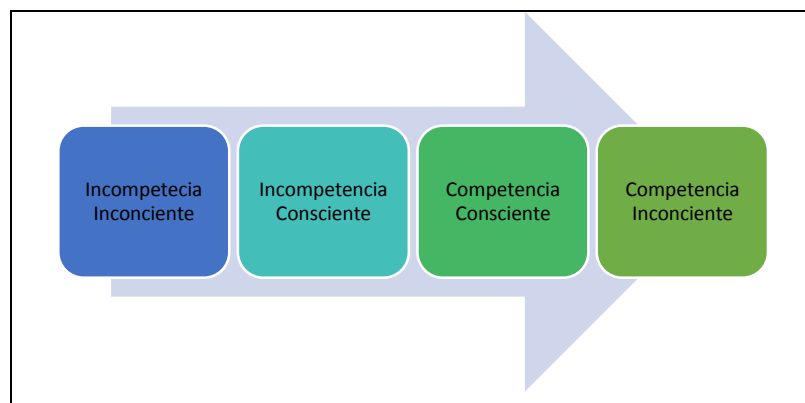 Incompetecia
Inconciente
Incompetencia
Consciente
Competencia
Consciente
Competencia
Inconciente